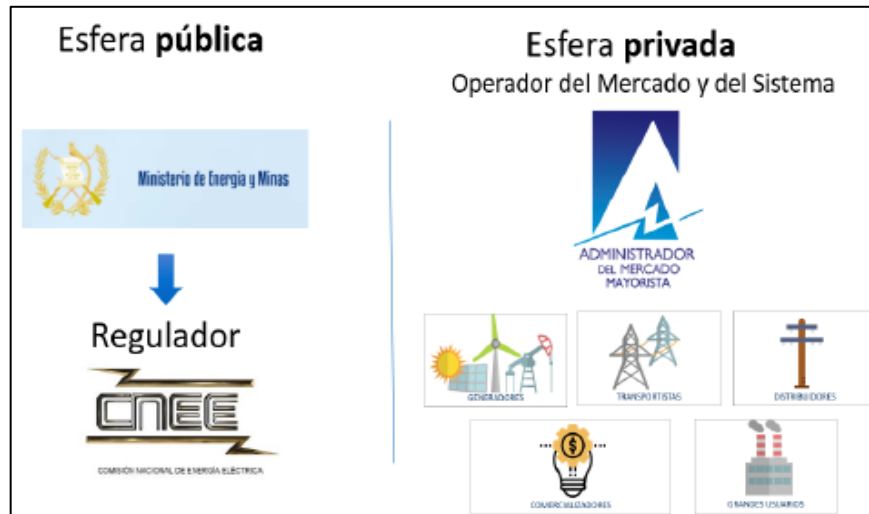 Esfera pública
Ministerio de Energía y Minas
Regulador
CNEE
COMISIÓN NACIONAL DE ENERGÍA ELÉCTRICA
Esfera privada
Operador del Mercado y del Sistema
ADMINISTRADOR
DEL MERCADO
MAYORISTA
GENERADORES
TRANSPORTISTAS
DISTRIBUIDORES
$
COMERCIALIZADORES
GRANDES USUARIOS